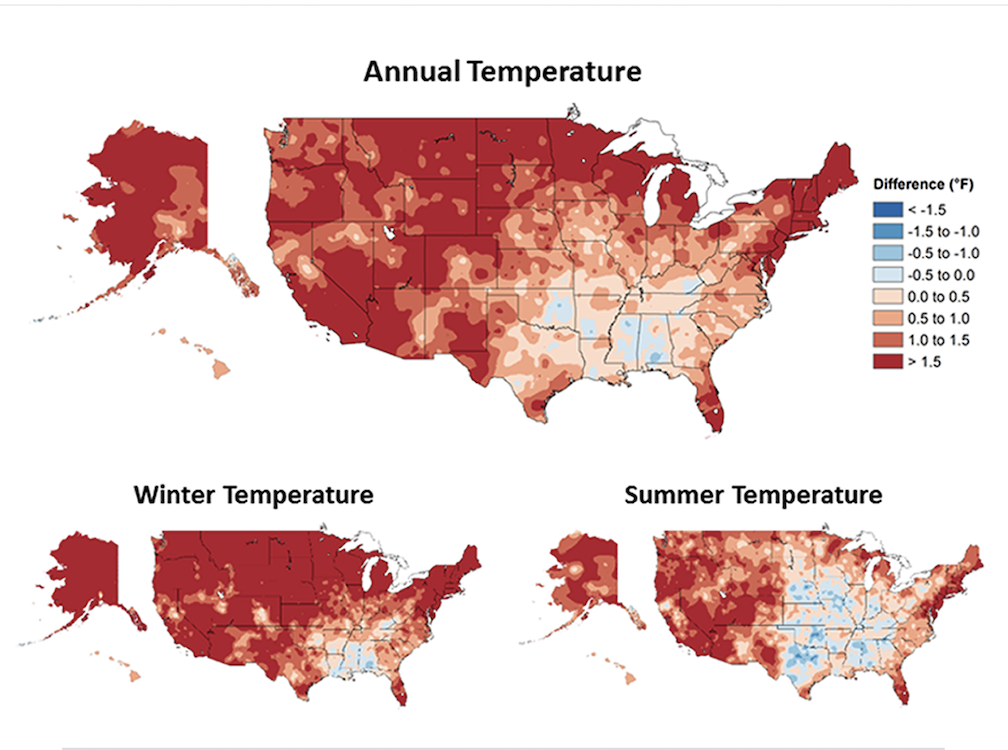 Annual Temperature
Difference (°F)
< -1.5
-1.5 to -1.0
-0.5 to -1.0
-0.5 to 0.0
0.0 to 0.5
0.5 to 1.0
1.0 to 1.5
> 1.5
Winter Temperature
Summer Temperature